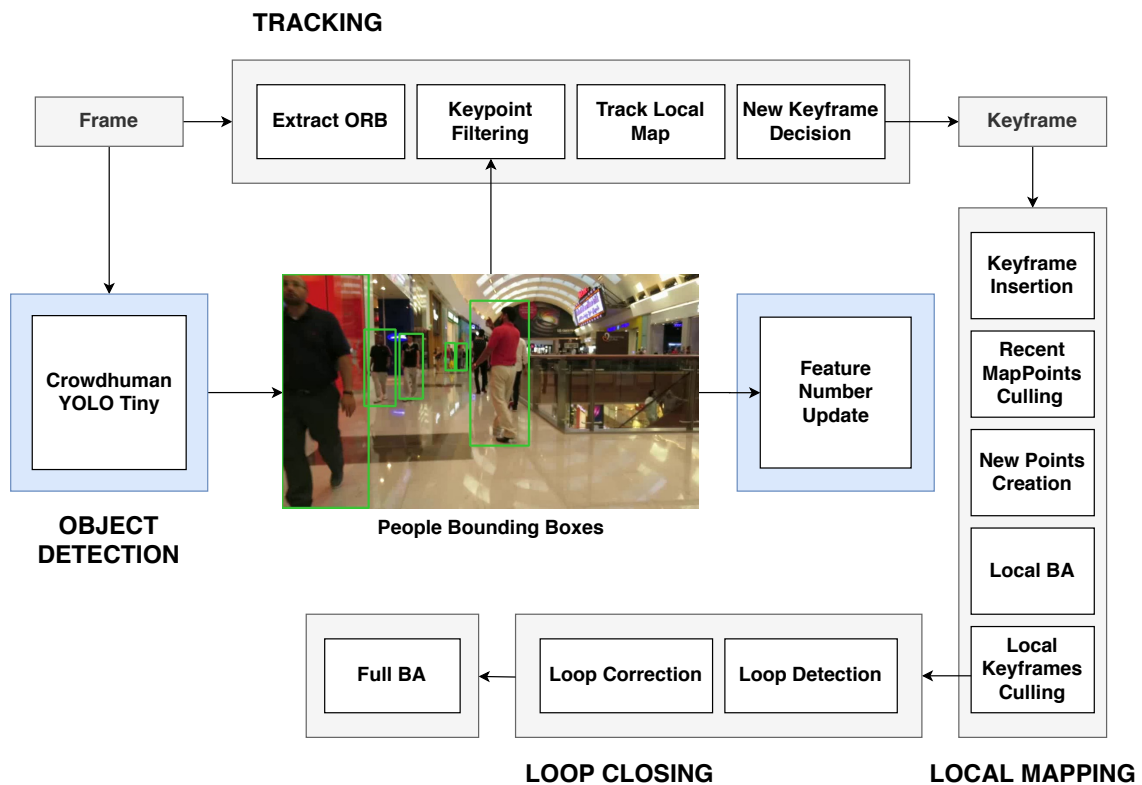 TRACKING
Frame
Extract ORB
Keypoint
Filtering
Track Local
Map
New Keyframe
Decision
Keyframe
Keyframe
Insertion
Recent
MapPoints
Culling
New Points
Creation
Local BA
Local
Keyframes
Culling
Crowdhuman
YOLO Tiny
OBJECT
DETECTION
People Bounding Boxes
Feature
Number
Update
Full BA
Loop Correction
Loop Detection
LOOP CLOSING
LOCAL MAPPING